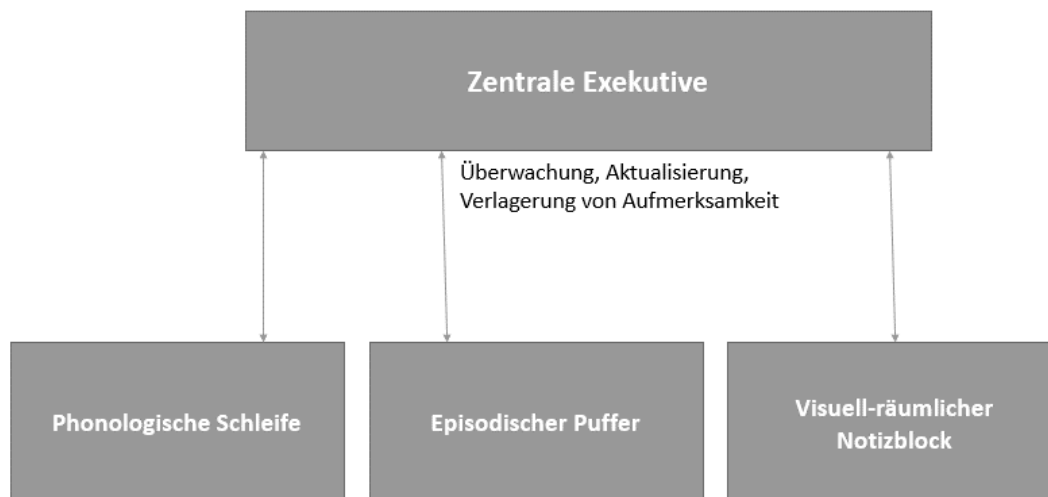 Zentrale Exekutive
Überwachung, Aktualisierung,
Verlagerung von Aufmerksamkeit
Phonologische Schleife
Episodischer Puffer
Visuell-räumlicher
Notizblock